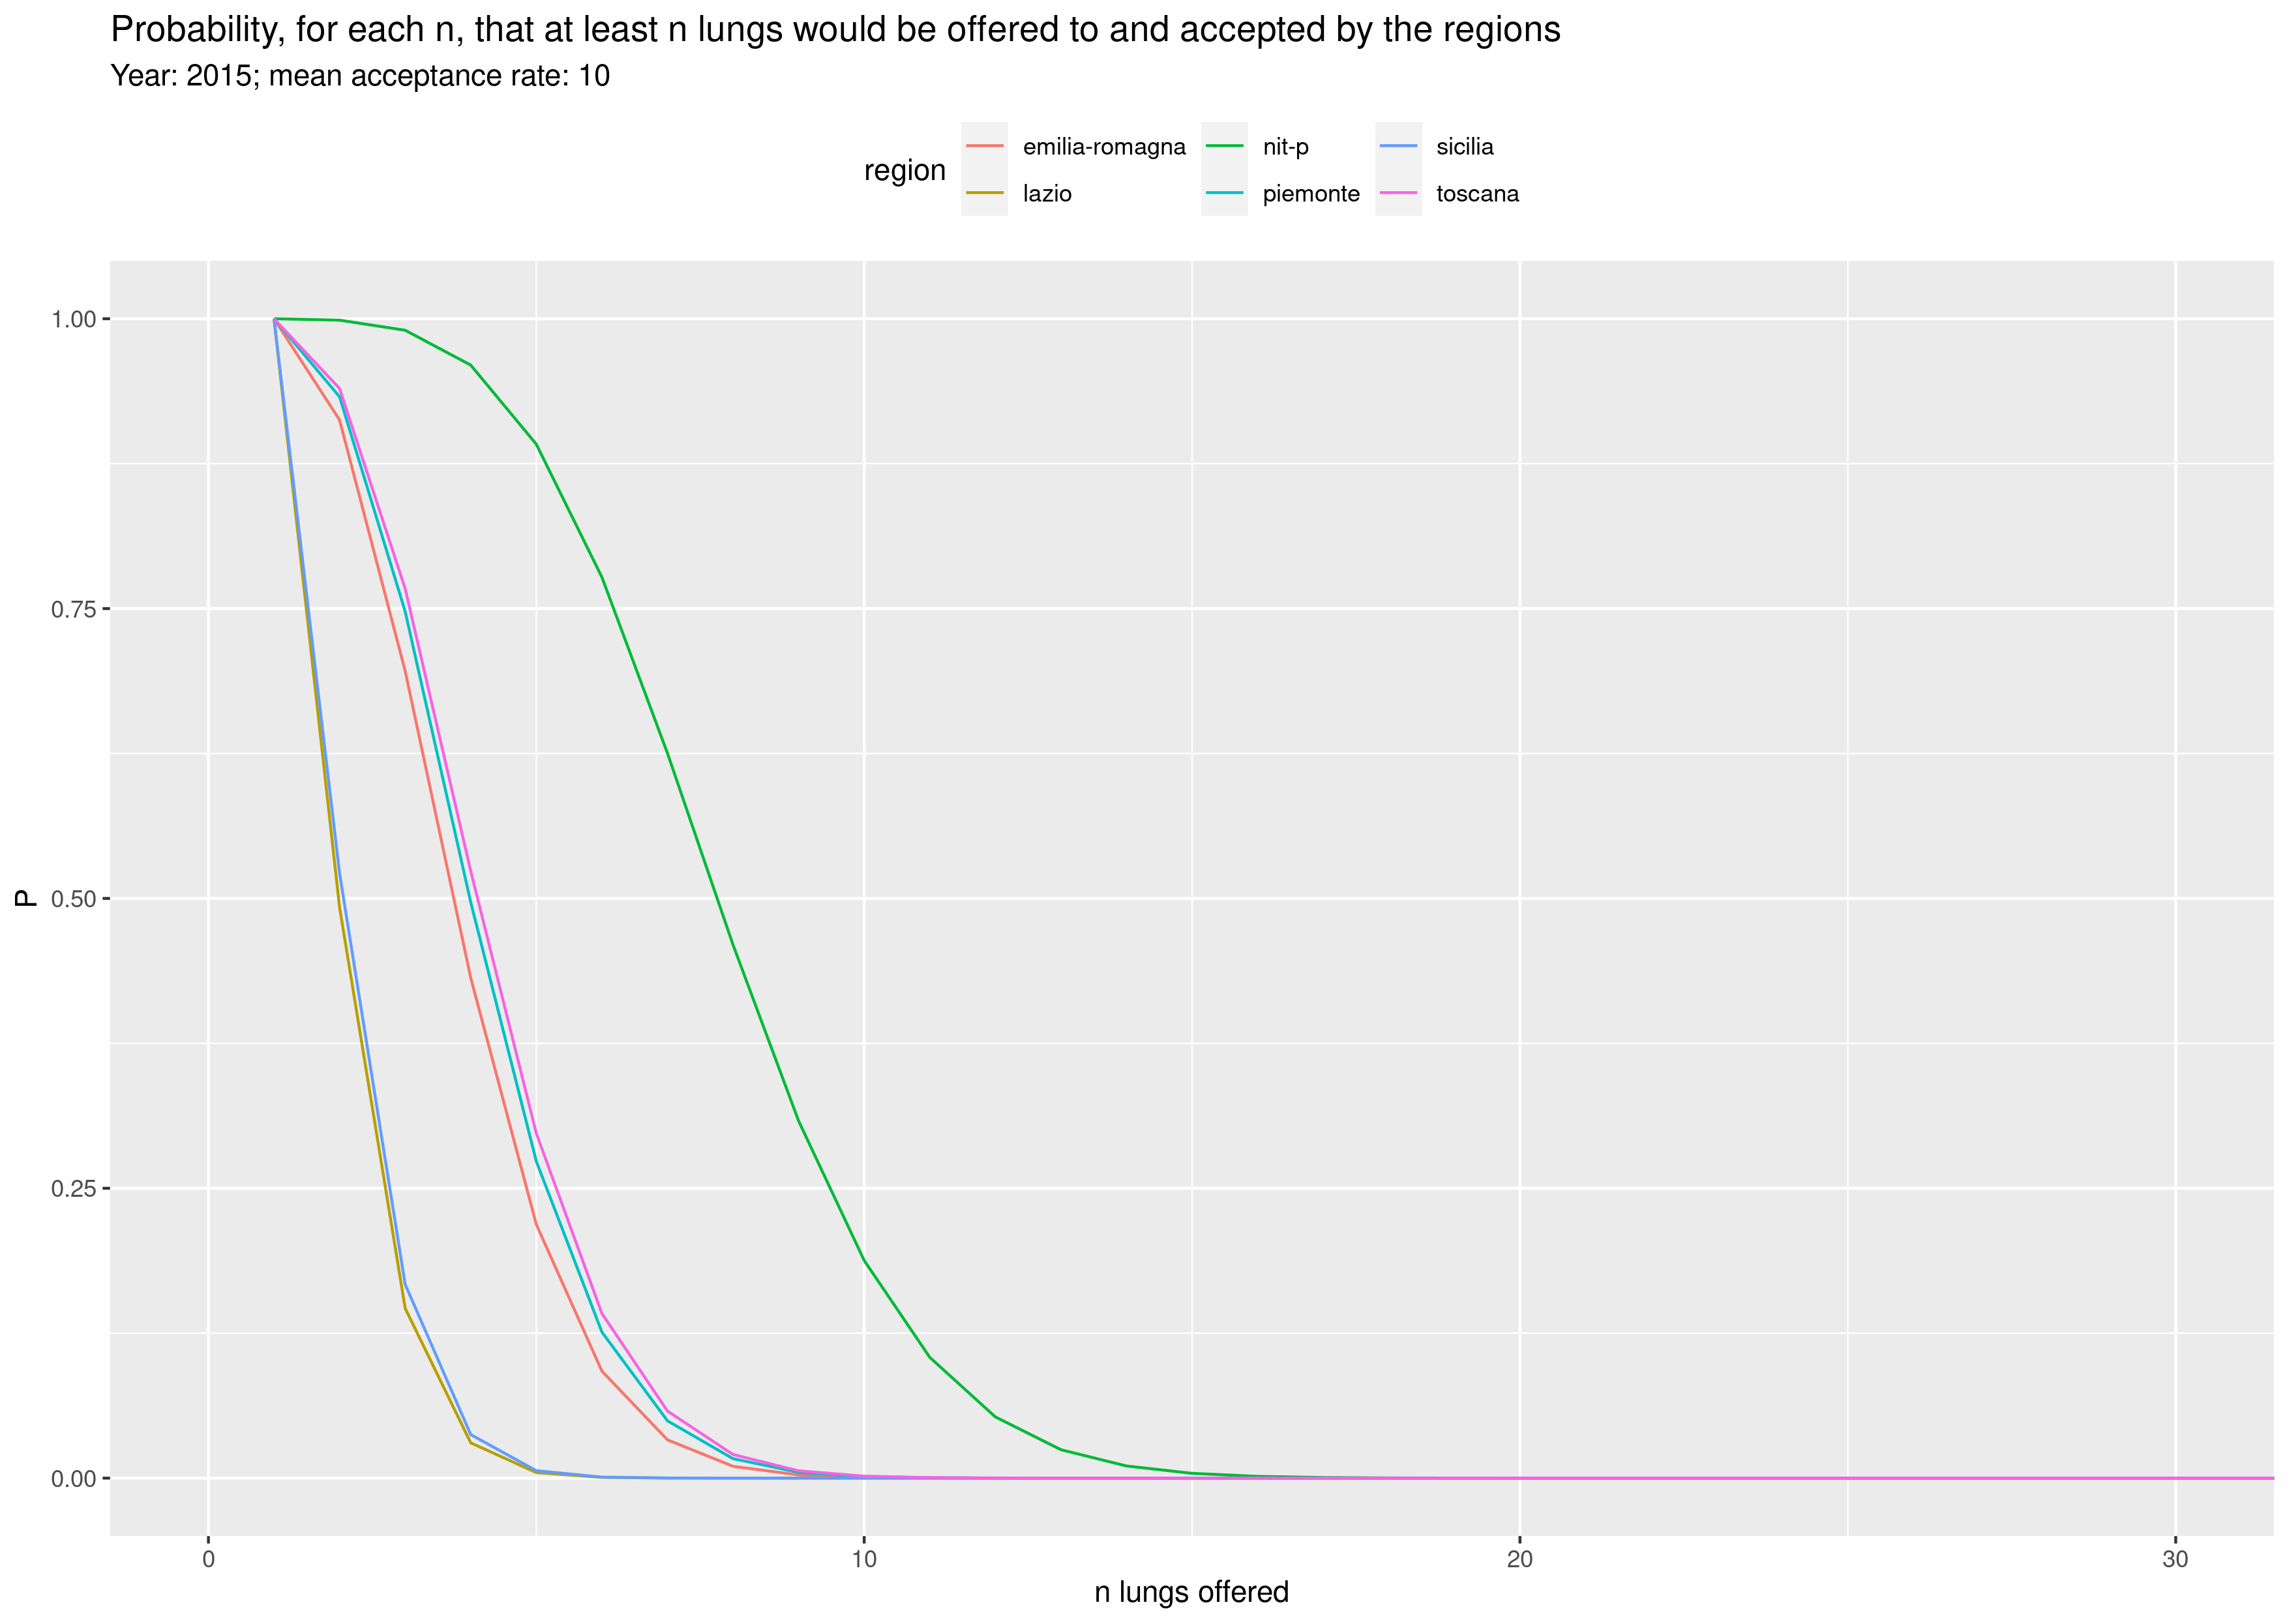 Probability, for each n, that at least n lungs would be offered to and accepted by the regions
Year: 2015; mean acceptance rate: 10
region
emilia-romagna
nit-p
sicilia
lazio
piemonte
toscana
1.00
0.75
0.50
0.25
0.00
P
0
10
20
30
n lungs offered